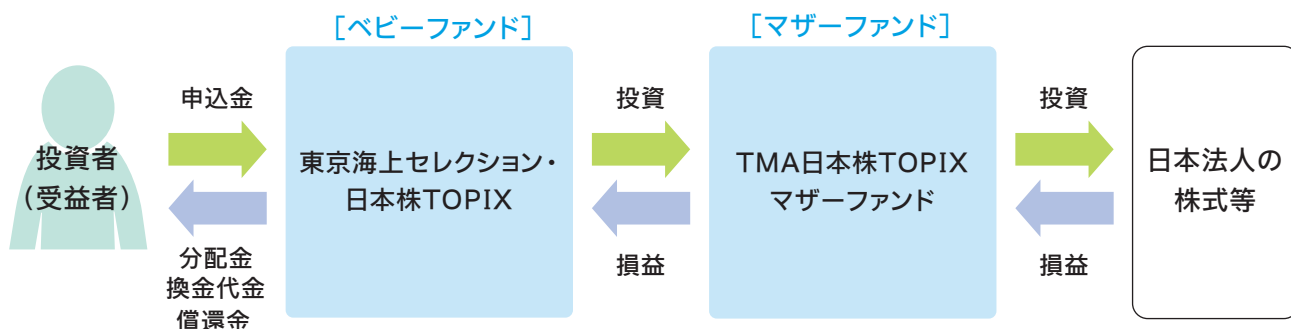 ［ベビーファンド］
［マザーファンド］
投資者
（受益者）
申込金
分配金
換金代金
償還金
東京海上セレクション・
日本株TOPIX
投資
損益
TMA日本株TOPIX
マザーファンド
投資
損益
日本法人の
株式等